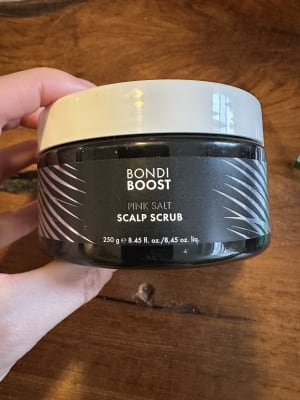 BONDI
BOOST
PINK SALT
SCALP SCRUB
250 g e 8.45 fl. oz./8,45 oz. liq.